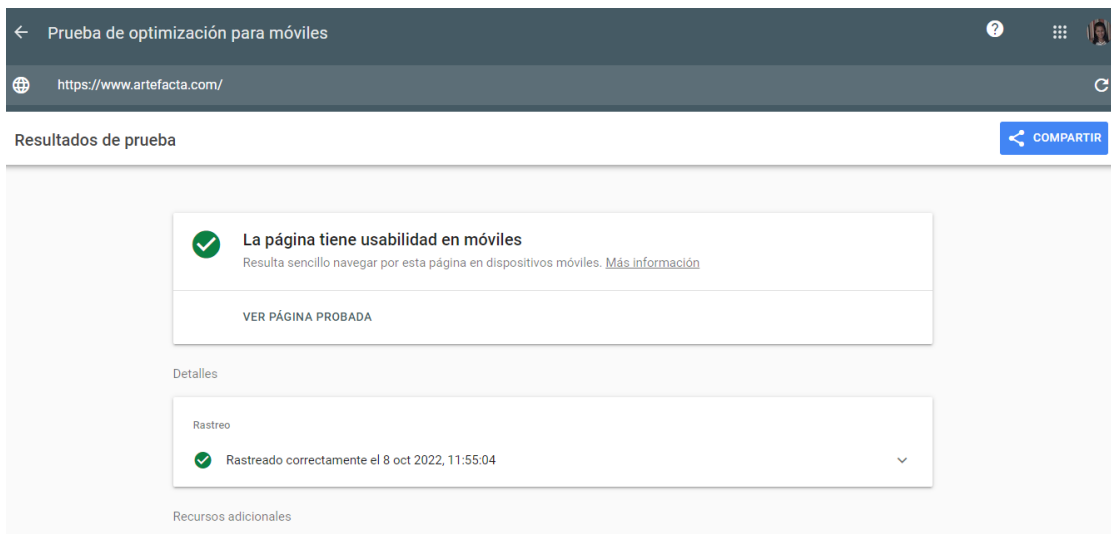 Prueba de optimización para móviles
https://www.artefacta.com/
Resultados de prueba
COMPARTIR
La página tiene usabilidad en móviles
Resulta sencillo navegar por esta página en dispositivos móviles. Más información
VER PÁGINA PROBADA
Detalles
Rastreo
Rastreado correctamente el 8 oct 2022, 11:55:04
Recursos adicionales